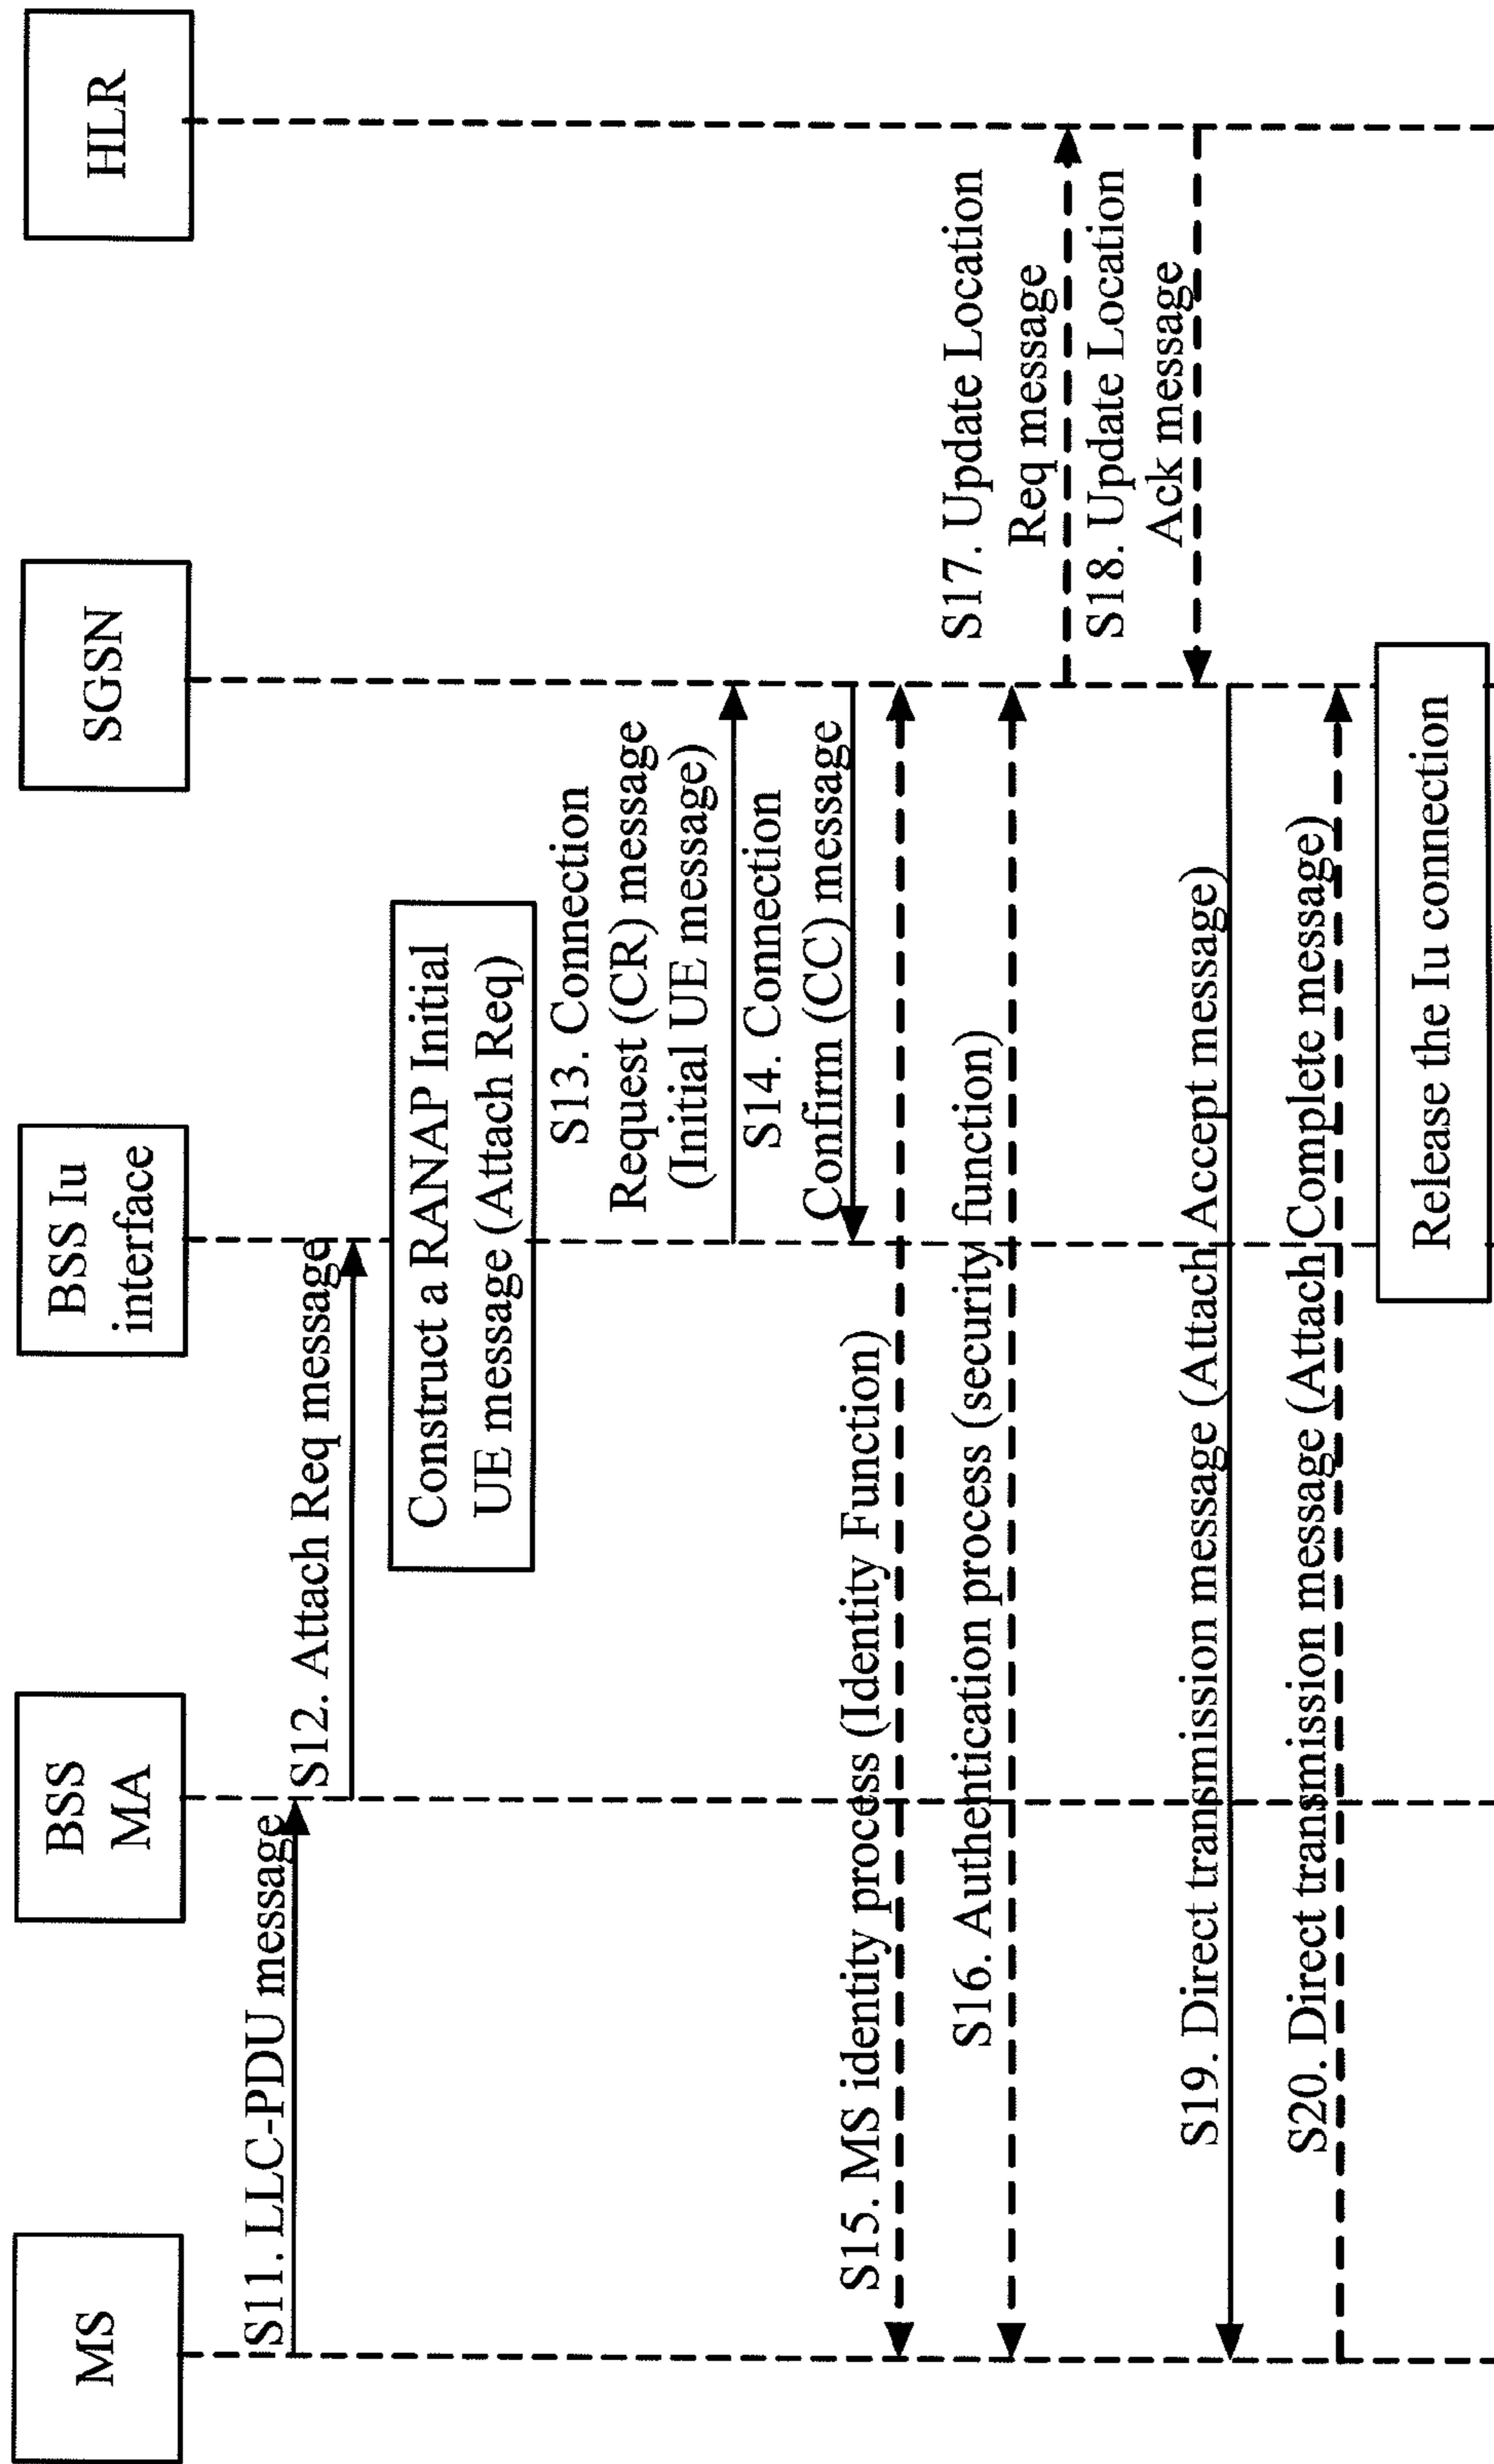 MS
BSS
MA
BSS Iu
interface
SGSN
HLR
S11. LLC-PDU message
S12. Attach Req message
Construct a RANAP Initial
UE message (Attach Req)
S13. Connection
Request (CR) message
(Initial UE message)
S14. Connection
Confirm (CC) message
S15. MS identity process (Identity Function)
S16. Authentication process (security function)
S17. Update Location
Req message
S18. Update Location
Ack message
S19. Direct transmission message (Attach Accept message)
S20. Direct transmission message (Attach Complete message)
Release the Iu connection